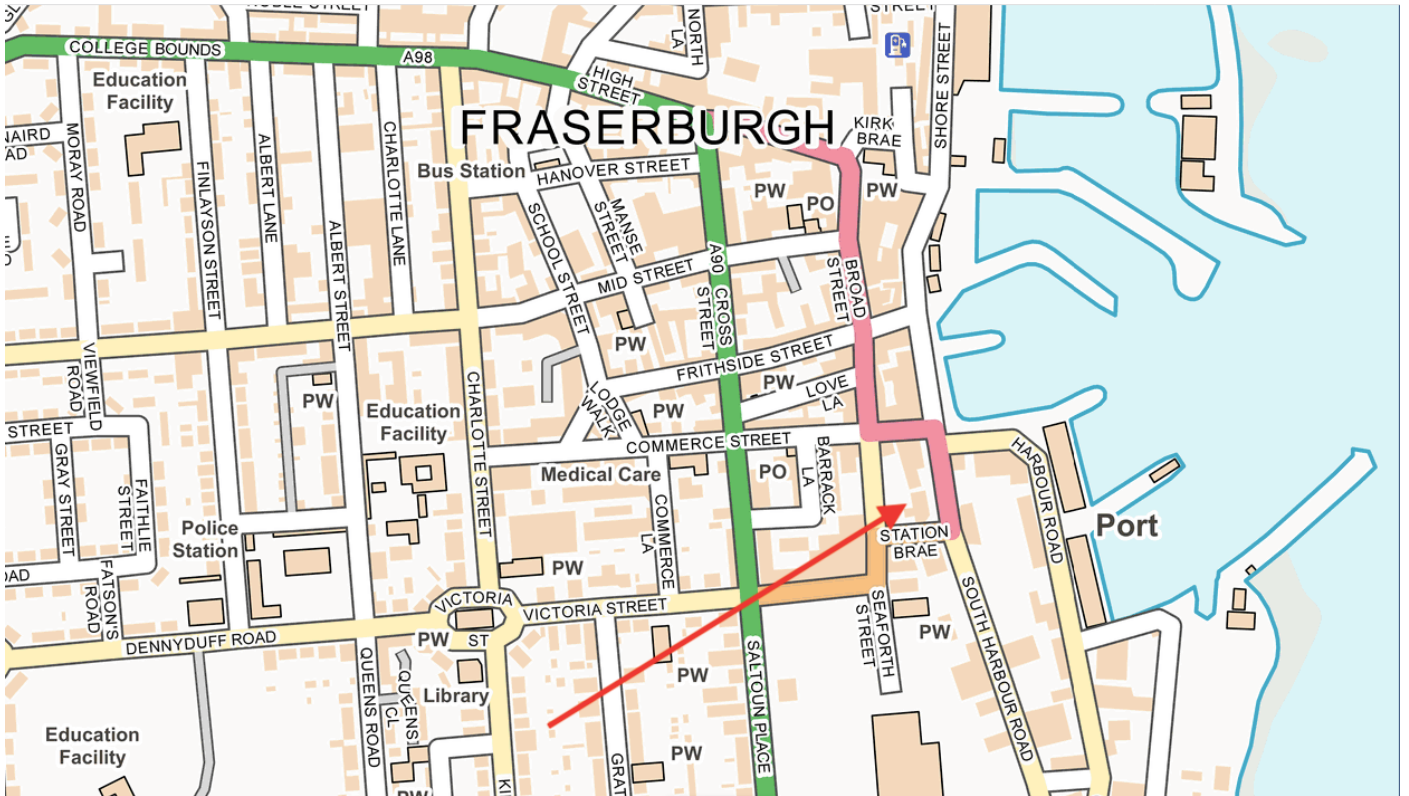 STREET
COLLEGE BOUNDS
A98
HIGH
STREET
NORTH
LA
SHORE STREET
Education
Facility
FRASERBURGH
KIRK
BRAE
MORAY ROAD
FINLAYSON STREET
ALBERT LANE
CHARLOTTE LANE
ALBERT STREET
Bus Station
HANOVER STREET
PW
PO
PW
SCHOOL STREET
MANSE
STREET
MID STREET
A90
CROSS
STREET
BROAD
STREET
PW
FRITHSIDE STREET
VIEWFIELD
ROAD
PW
CHARLOTTE STREET
Education
Facility
LODGE
WALK
PW
PW
LOVE
LA
STREET
GRAY STREET
FAITHLIE
STREET
COMMERCE STREET
Medical Care
PO
BARRACK
LA
HARBOUR ROAD
Police
Station
COMMERCE
LA
STATION
BRAE
Port
PATSON'S
ROAD
PW
VICTORIA
ST
VICTORIA STREET
PW
DENNYDUFF ROAD
SEAFORTH
STREET
PW
SOUTH HARBOUR ROAD
QUEENS ROAD
QUEENS
CL
Library
PW
SALTOUN PLACE
Education
Facility
PW
PW